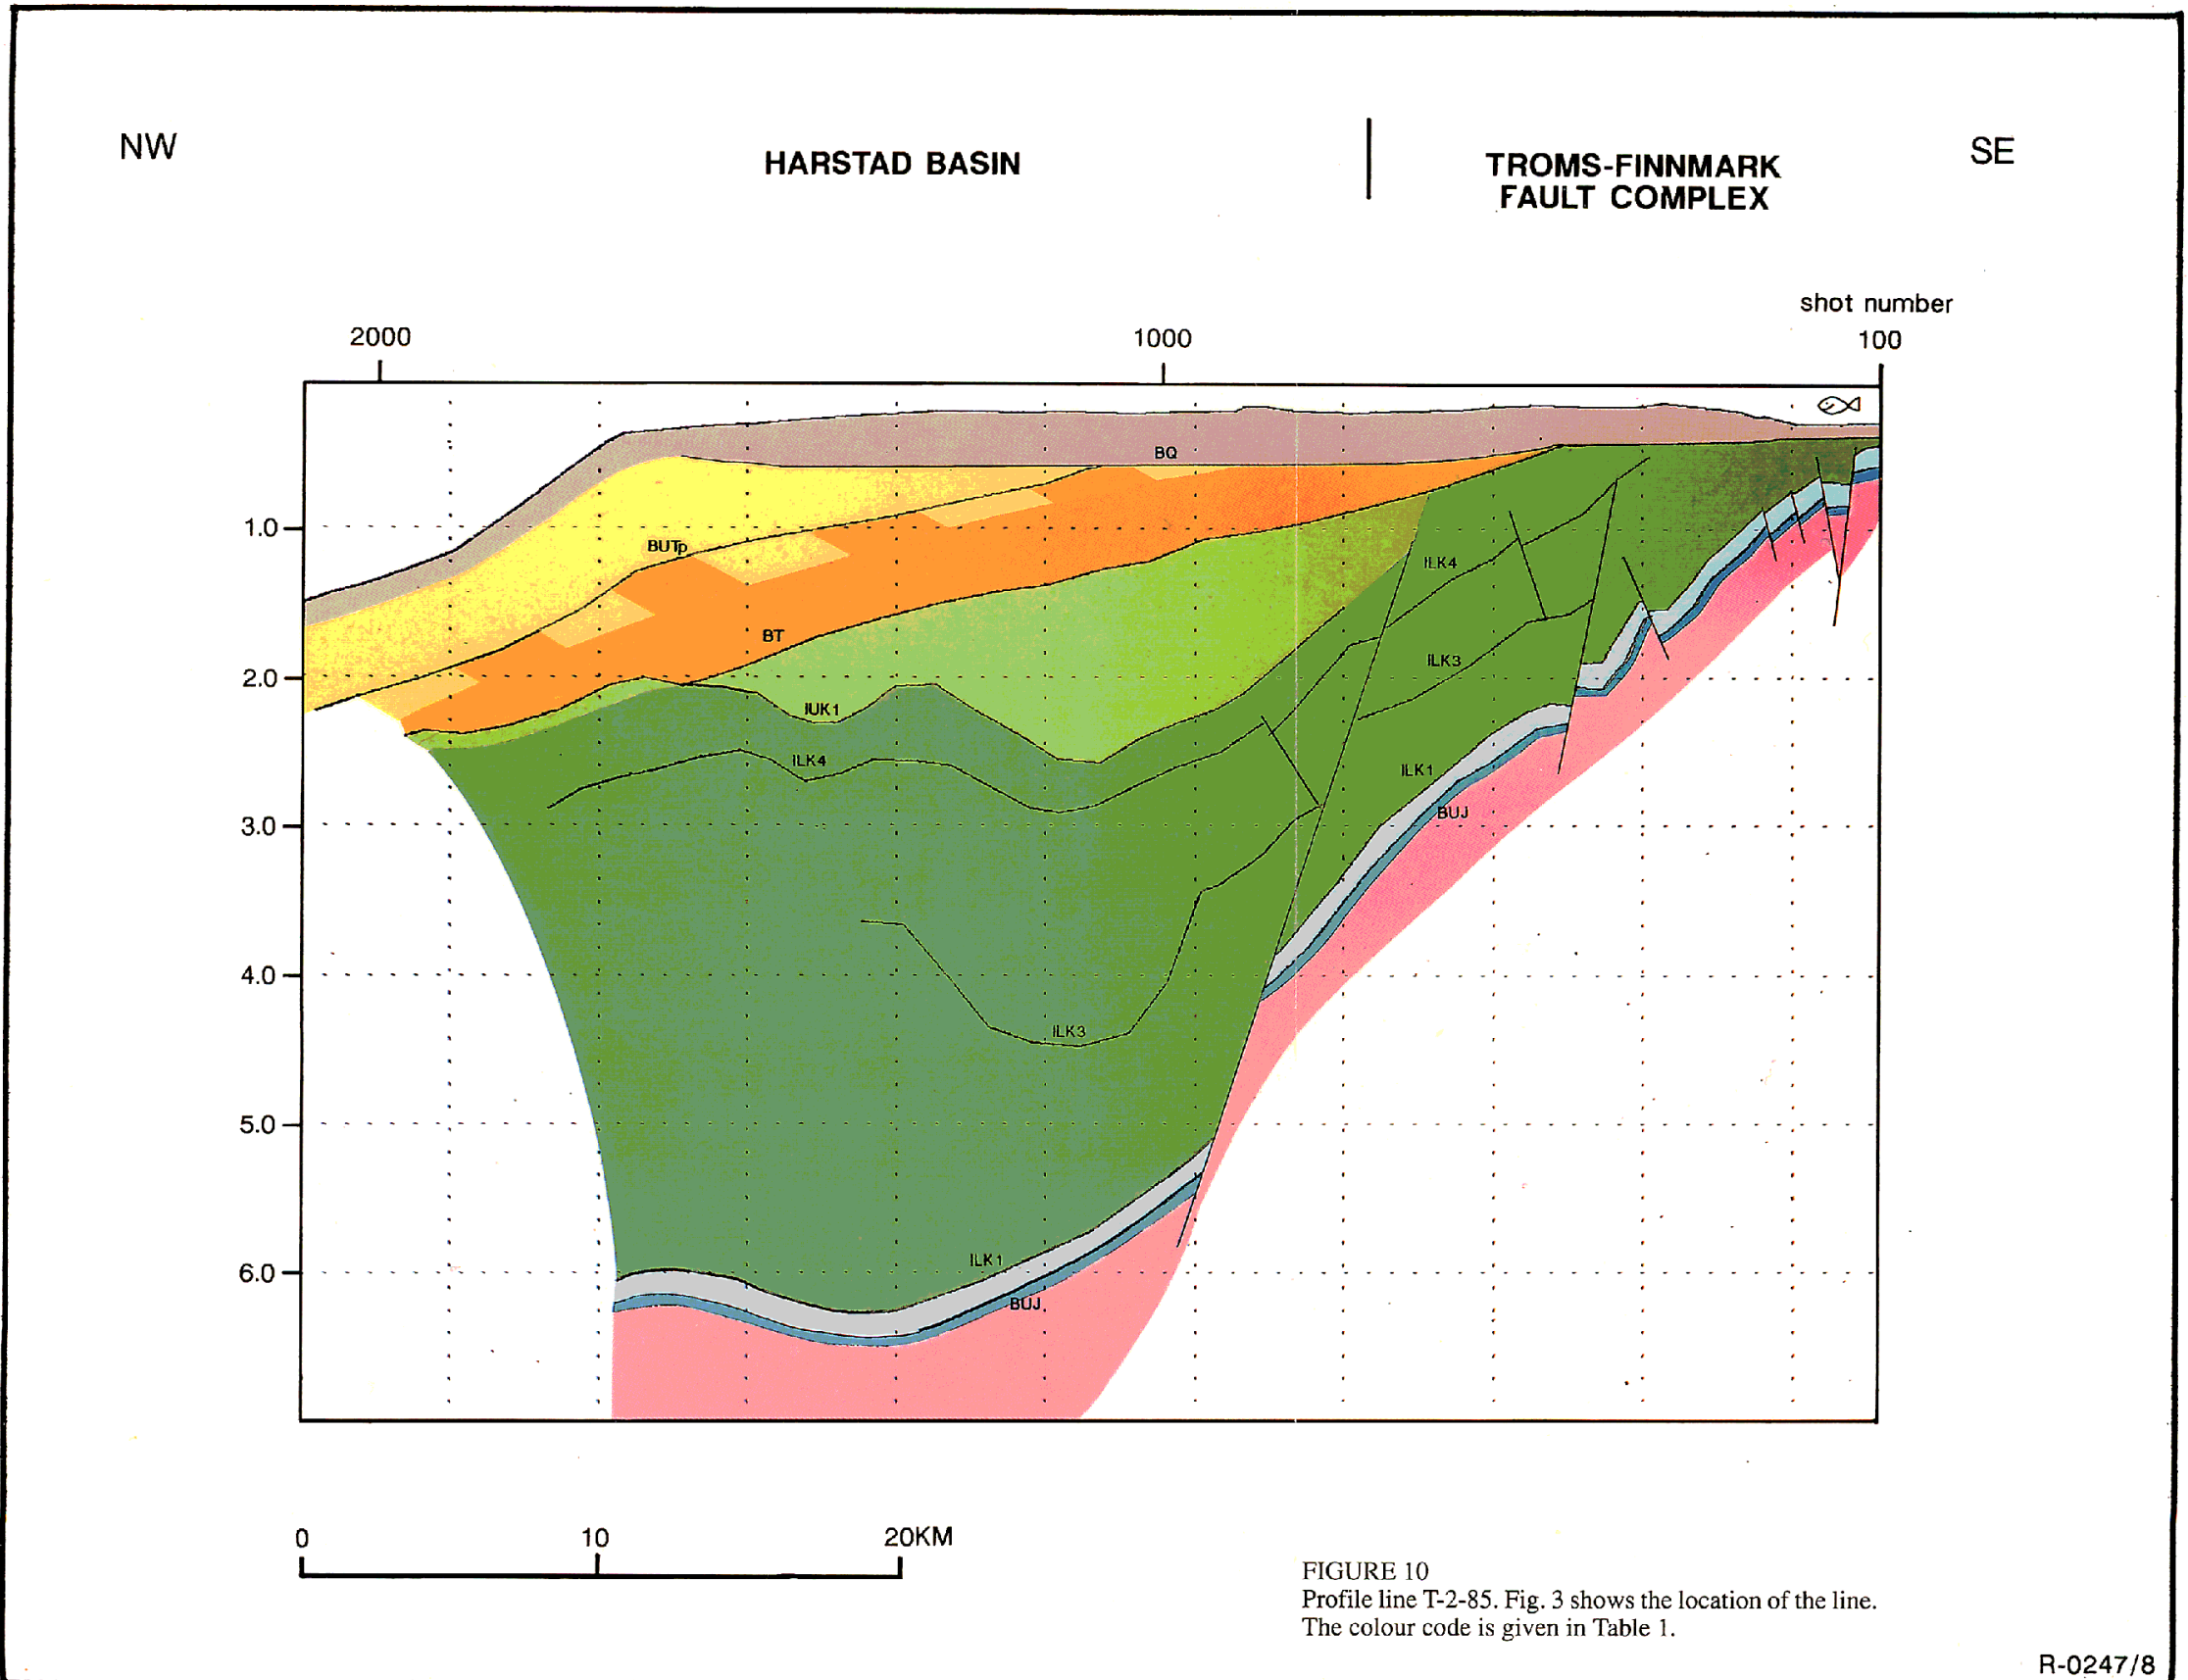 NW
HARSTAD BASIN
TROMS-FINNMARK
FAULT COMPLEX
SE
shot number
2000
1000
100
BQ
1.0
BUTp
ILK4
BT
ILK3
2.0
IUK1
ILK4
ILK1
3.0
BUJ
4.0
ILK3
5.0
ILK1
6.0
BUJ
0
10
20KM
FIGURE 10
Profile line T-2-85. Fig. 3 shows the location of the line.
The colour code is given in Table 1.
R-0247/8